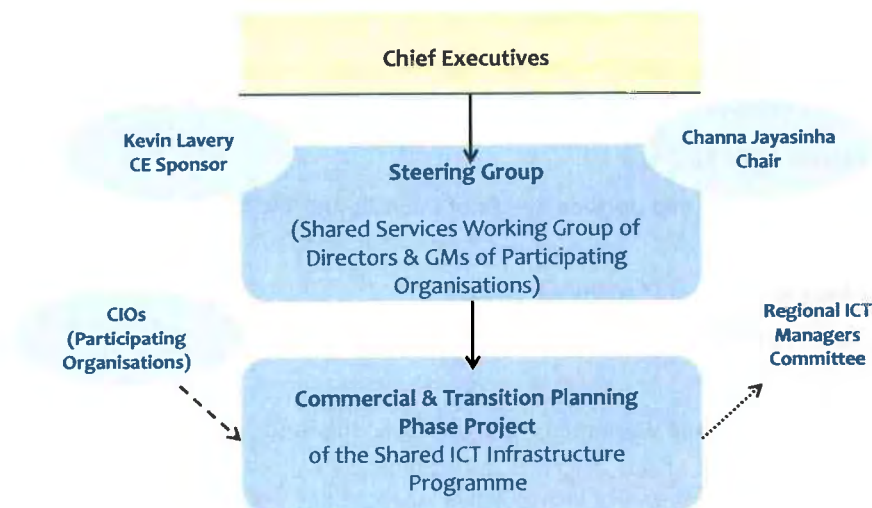 Chief Executives
Kevin Lavery
CE Sponsor
Channa Jayasinha
Chair
Steering Group
(Shared Services Working Group of
Directors & GMs of Participating
Organisations)
CIOs
(Participating
Organisations)
Regional ICT
Managers
Committee
Commercial & Transition Planning
Phase Project
of the Shared ICT Infrastructure
Programme